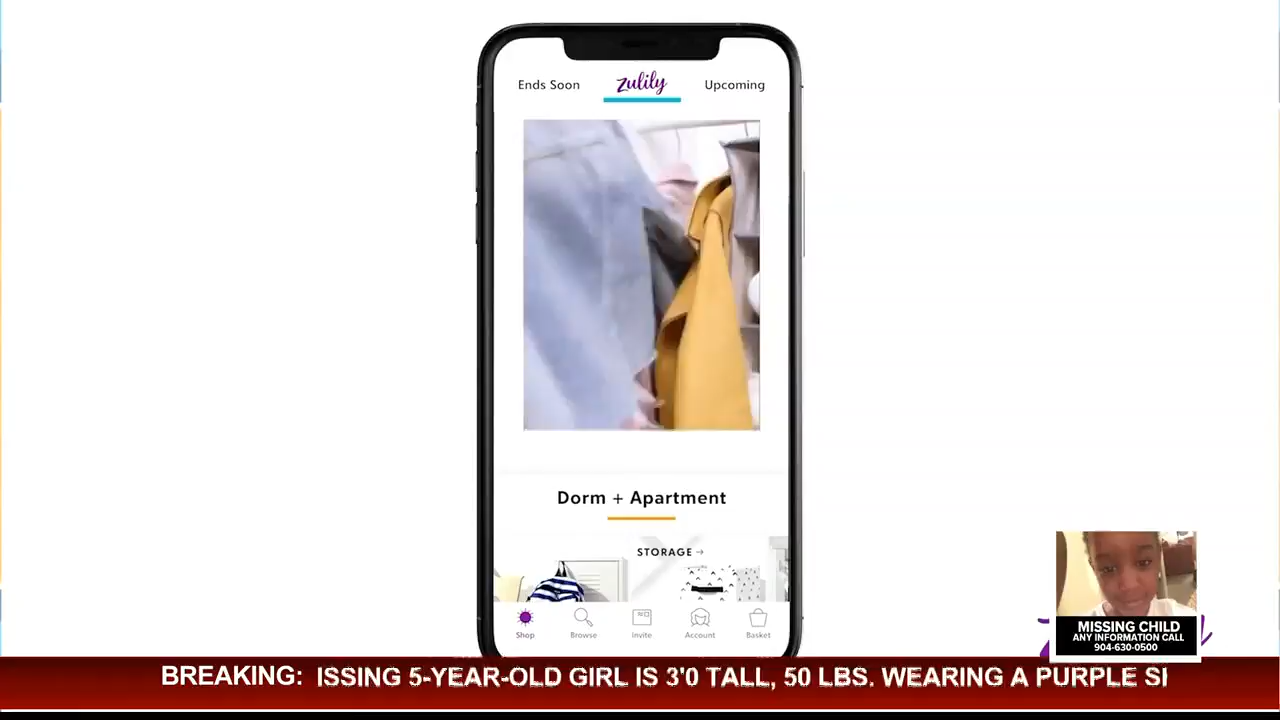 Ends Soon zulily Upcoming
Dorm + Apartment
STORAGE →
Shop Browse Invite Account Basket
MISSING CHILD
ANY INFORMATION CALL
904-630-0500
BREAKING: ISSING 5-YEAR-OLD GIRL IS 3'0 TALL, 50 LBS. WEARING A PURPLE